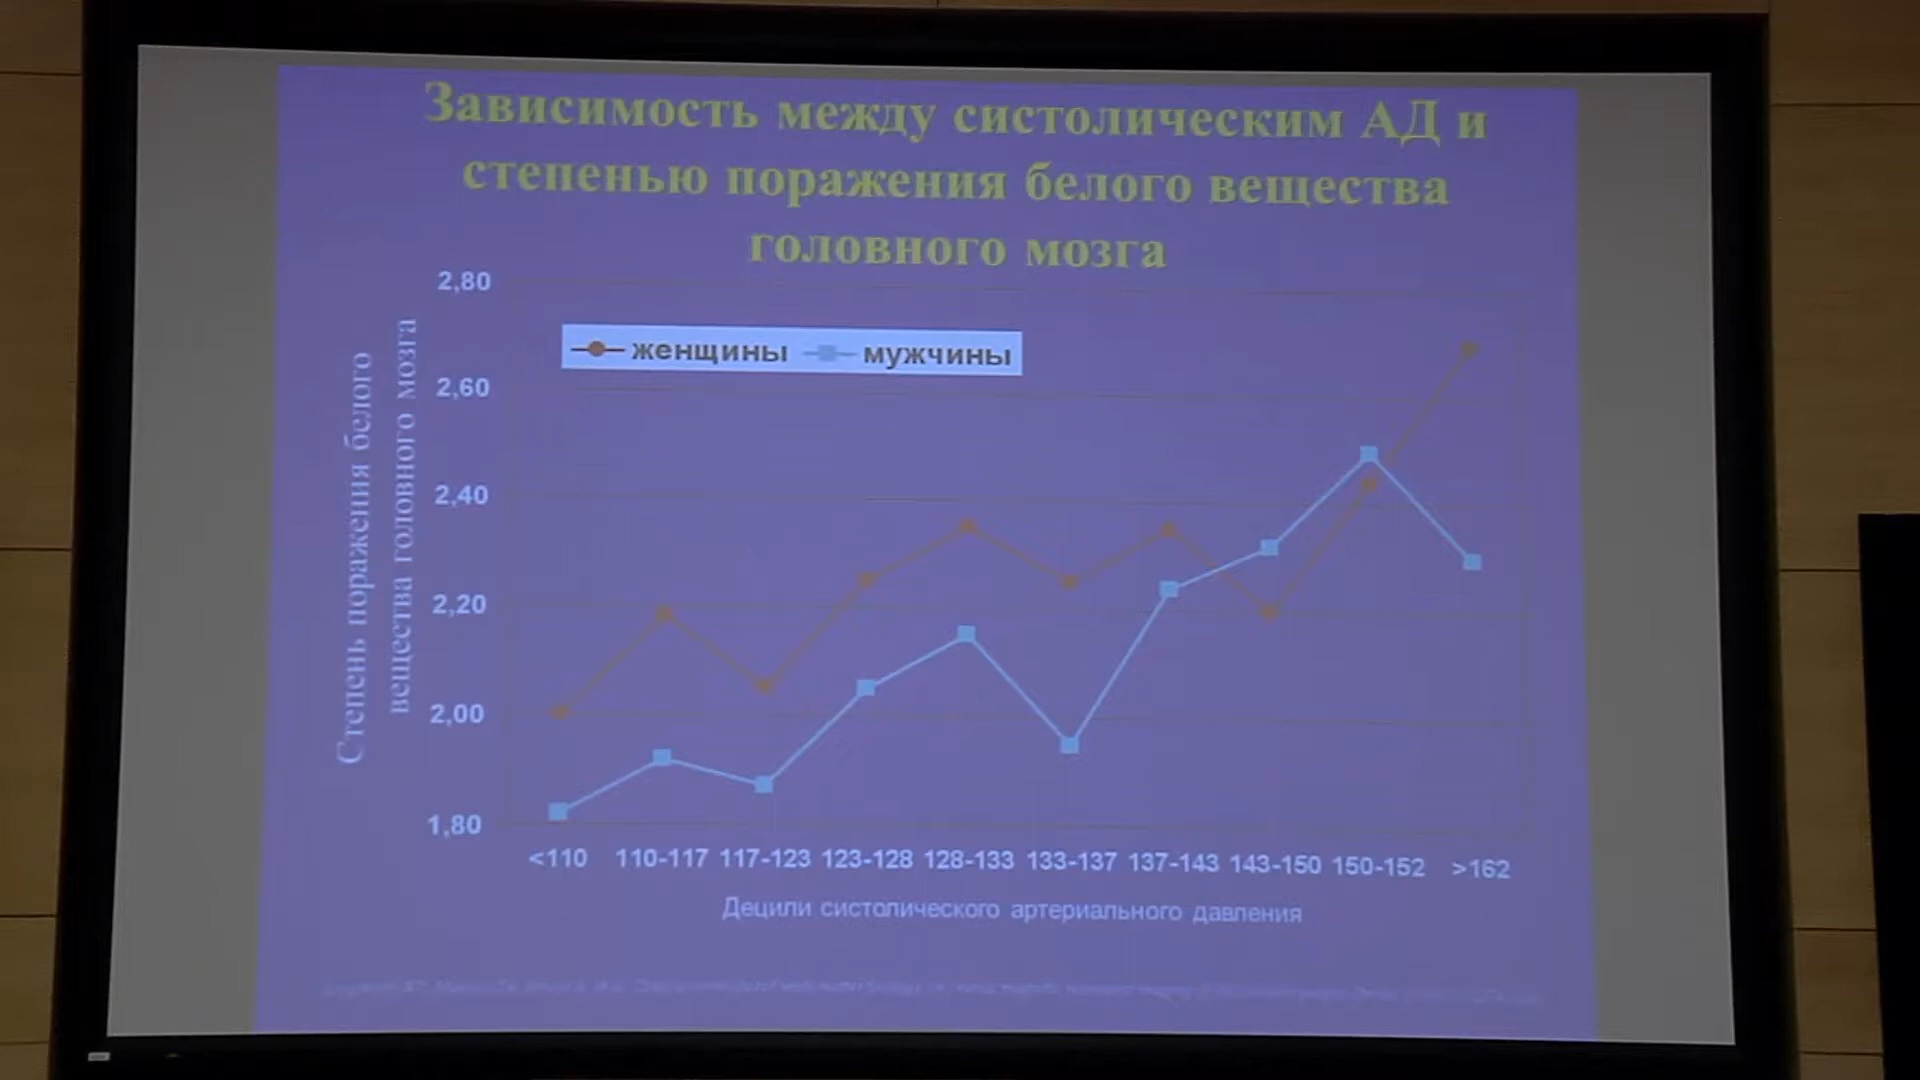 Зависимость между систолическим АД и
степенью поражения белого вещества
головного мозга
Степень поражения белого
вещества головного мозга
2,80
2,60
2,40
2,20
2,00
1,80
женщины мужчины
<110 110-117 117-123 123-128 128-133 133-137 137-143 143-150 150-152 >162
Децили систолического артериального давления